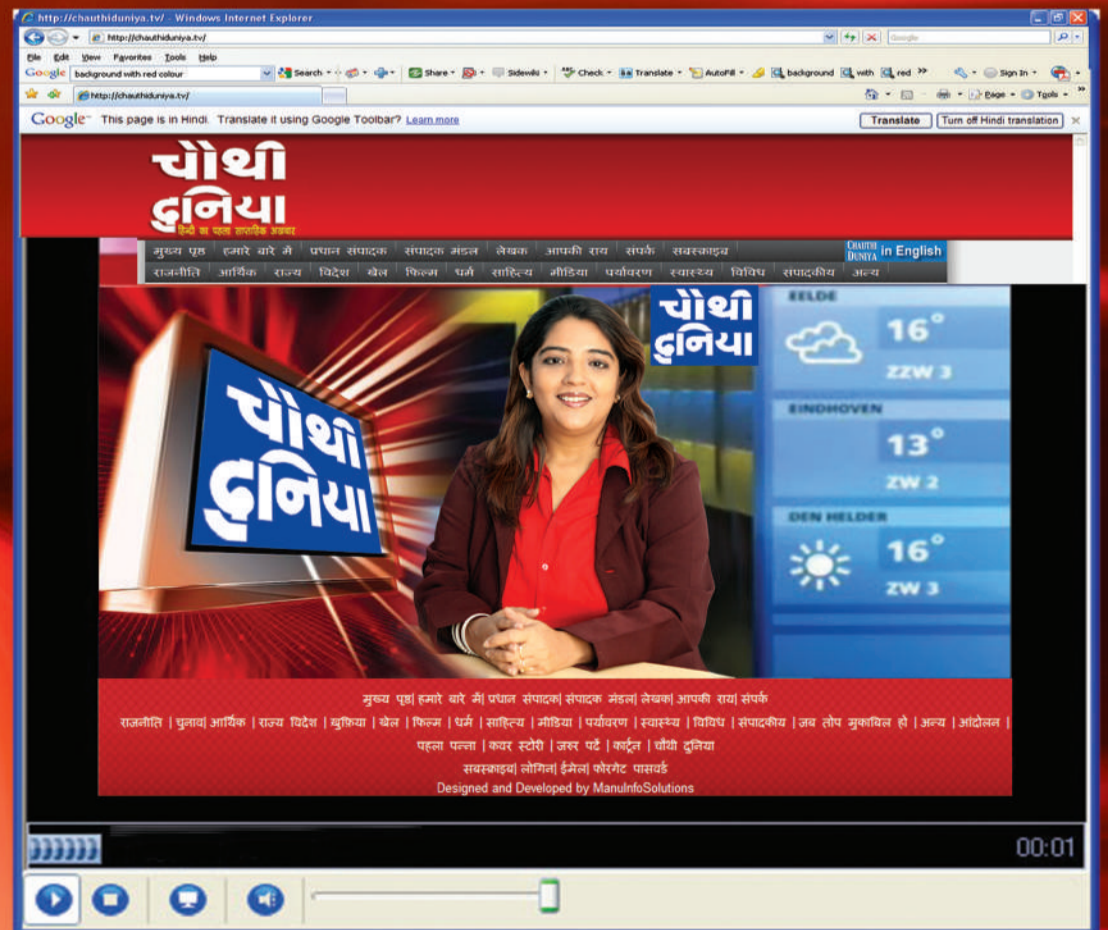 http://chauthiduniya.tv/ - Windows Internet Explorer
http://chauthiduniya.tv/
Google
File Edit View Favorites Tools Help
Google background with red colour Search Share Sidewiki Check Translate AutoFill background with red Sign In
http://chauthiduniya.tv/ Page Tools
Google This page is in Hindi. Translate it using Google Toolbar? Learn more Translate Turn off Hindi translation
चौथी
दुनिया
हिन्दी का पहला साप्ताहिक अख़बार
मुख्य पृष्ठ हमारे बारे में प्रधान संपादक संपादक मंडल लेखक आपकी राय संपर्क सबस्क्राइब CHAUTHI DUNIYA in English
राजनीति आर्थिक राज्य विदेश खेल फिल्म धर्म साहित्य मीडिया पर्यावरण स्वास्थ्य विविध संपादकीय अन्य
चौथी
दुनिया
चौथी
दुनिया
EELDE
16°
ZZW 3
EINDHOVEN
13°
ZW 2
DEN HELDER
16°
ZW 3
मुख्य पृष्ठ| हमारे बारे में| प्रधान संपादक| संपादक मंडल| लेखक| आपकी राय| संपर्क
राजनीति | चुनाव| आर्थिक | राज्य विदेश | ख़ुफ़िया | खेल | फिल्म | धर्म | साहित्य | मीडिया | पर्यावरण | स्वास्थ्य | विविध | संपादकीय | जब तोप मुकाबिल हो | अन्य | आंदोलन |
पहला पन्ना | कवर स्टोरी | ज़रुर पढें | कार्टून | चौथी दुनिया
सबस्क्राइब| लोगिन| ईमेल| फोरगेट पासवर्ड
Designed and Developed by ManuInfoSolutions
00:01